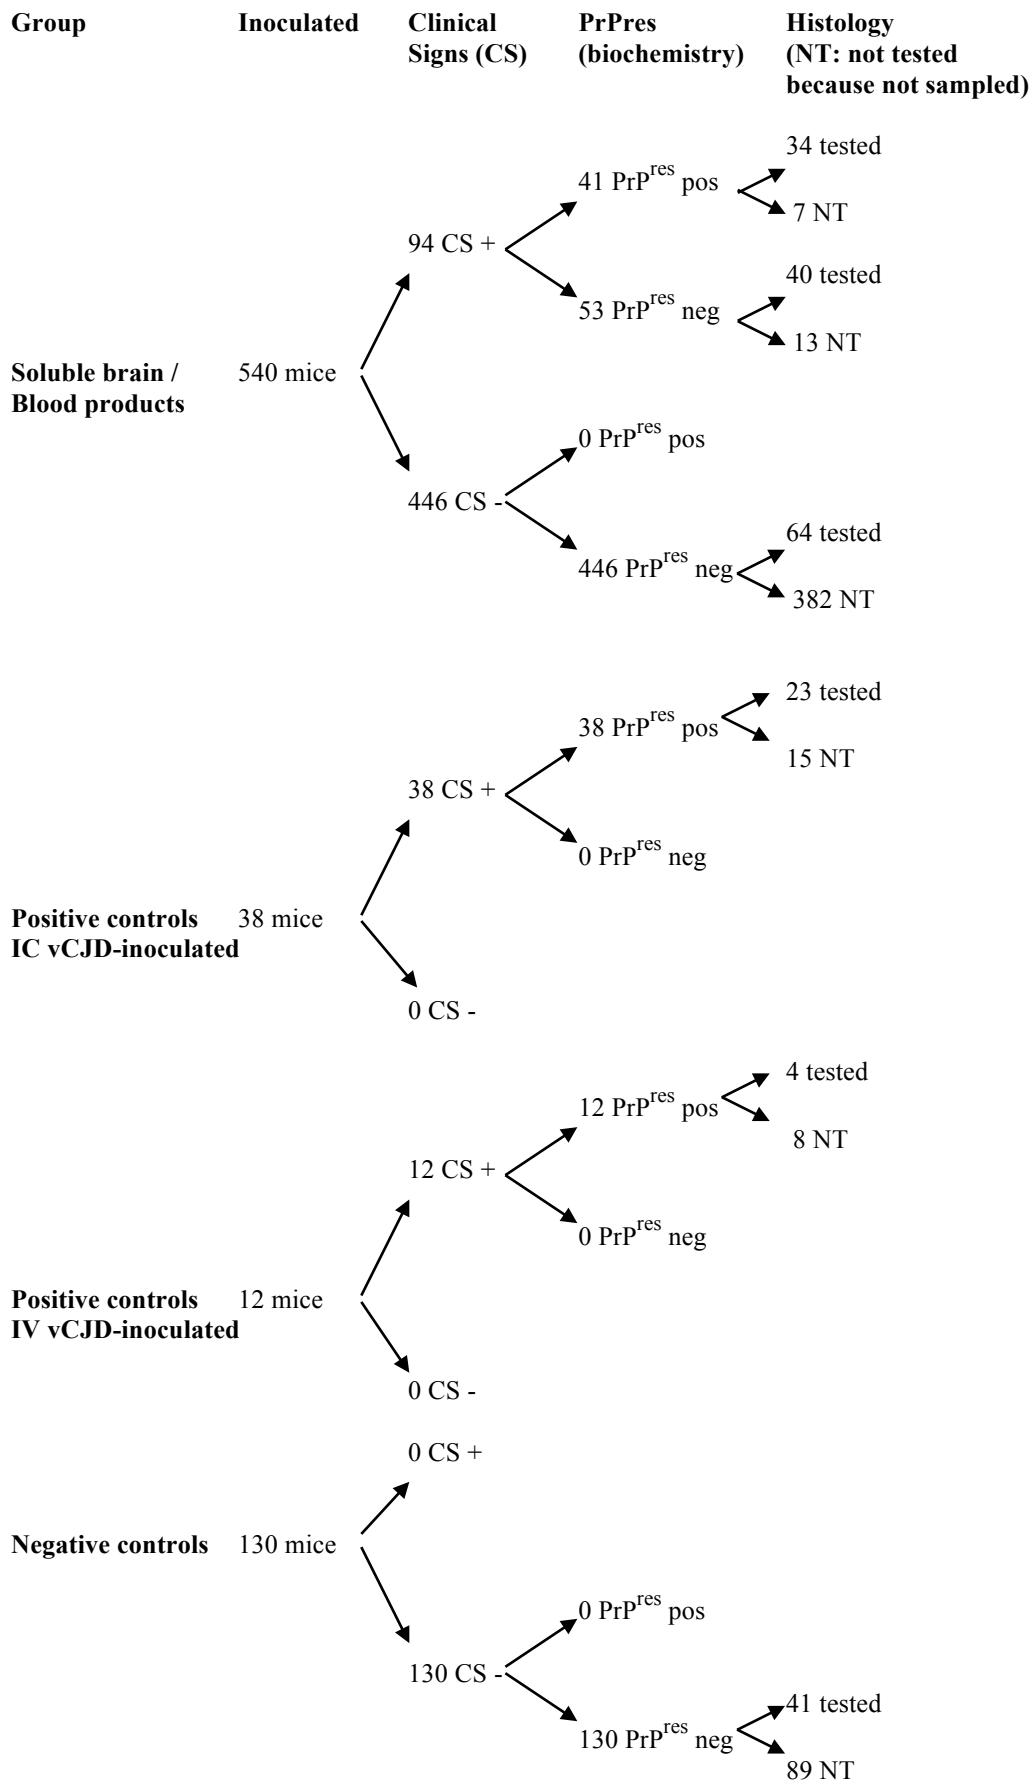 Group Inoculated Clinical PrPres Histology
Signs (CS) (biochemistry) (NT: not tested
because not sampled)
34 tested
41 PrPres pos
7 NT
94 CS +
40 tested
53 PrPres neg
13 NT
Soluble brain / 540 mice
Blood products
0 PrPres pos
446 CS -
64 tested
446 PrPres neg
382 NT
23 tested
38 PrPres pos
15 NT
38 CS +
0 PrPres neg
Positive controls 38 mice
IC vCJD-inoculated
0 CS -
4 tested
12 PrPres pos
8 NT
12 CS +
0 PrPres neg
Positive controls 12 mice
IV vCJD-inoculated
0 CS -
0 CS +
Negative controls 130 mice
0 PrPres pos
130 CS -
41 tested
130 PrPres neg
89 NT